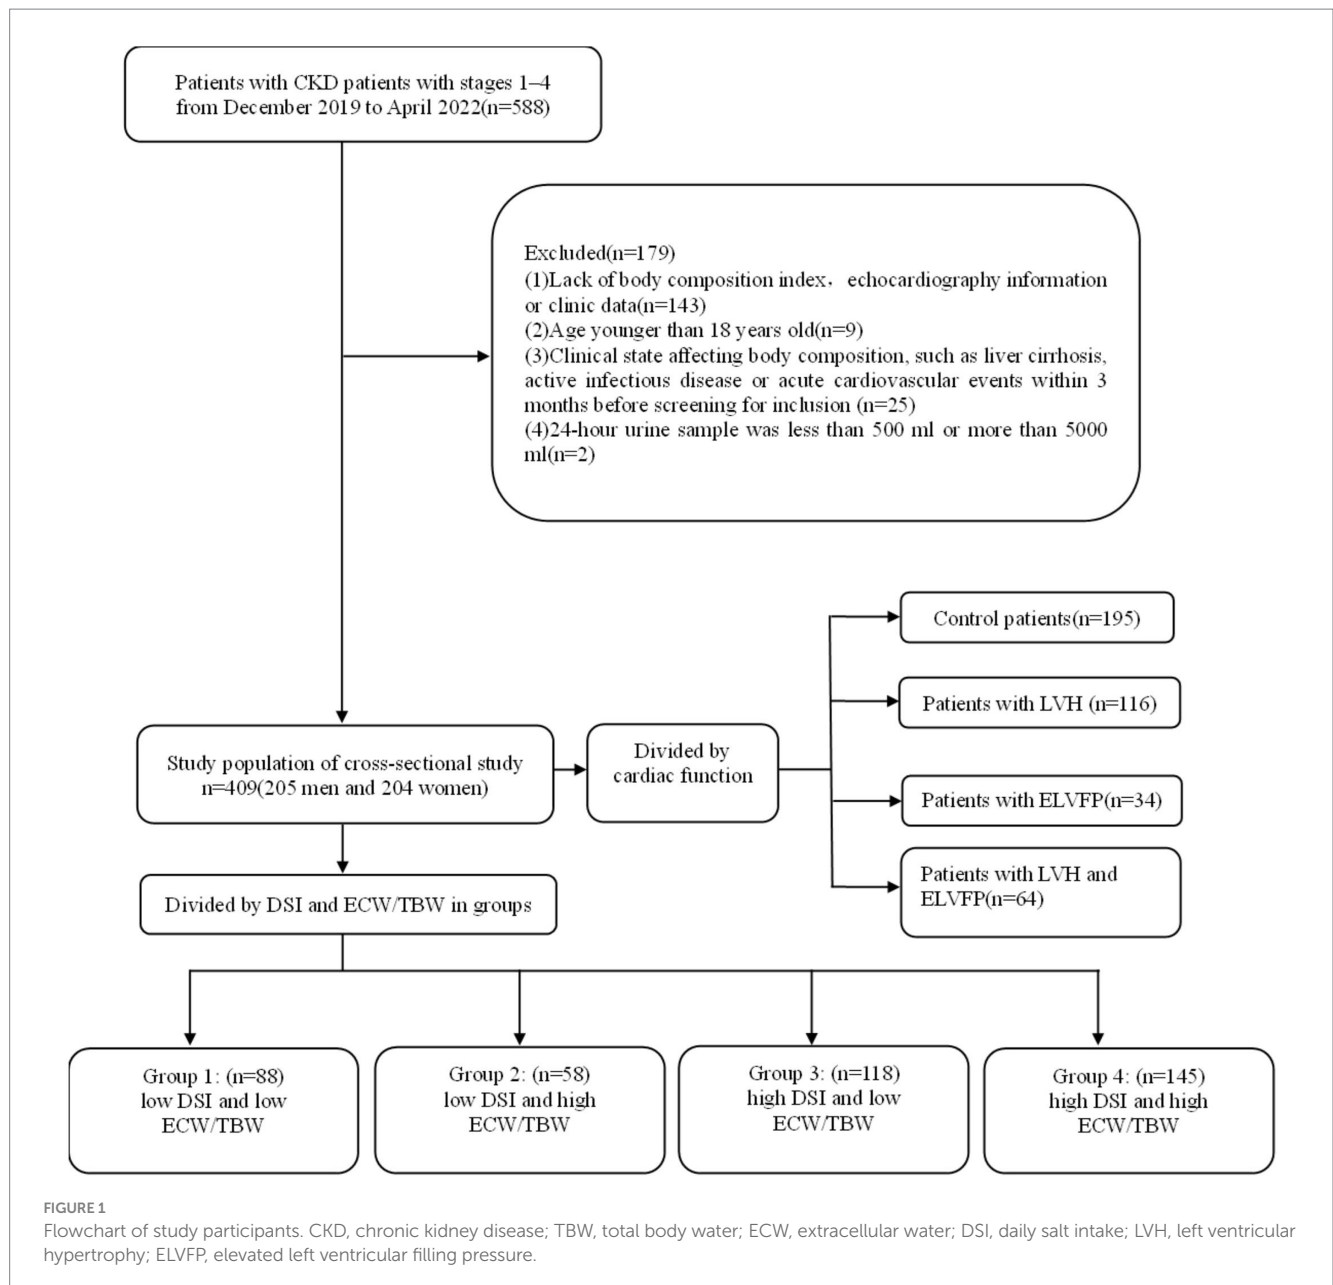 Patients with CKD patients with stages 1–4
from December 2019 to April 2022(n=588)
Excluded(n=179)
(1)Lack of body composition index，echocardiography information
or clinic data(n=143)
(2)Age younger than 18 years old(n=9)
(3)Clinical state affecting body composition, such as liver cirrhosis,
active infectious disease or acute cardiovascular events within 3
months before screening for inclusion (n=25)
(4)24-hour urine sample was less than 500 ml or more than 5000
ml(n=2)
Control patients(n=195)
Patients with LVH (n=116)
Study population of cross-sectional study
n=409(205 men and 204 women)
Divided by
cardiac function
Patients with ELVFP(n=34)
Patients with LVH and
ELVFP(n=64)
Divided by DSI and ECW/TBW in groups
Group 1: (n=88)
low DSI and low
ECW/TBW
Group 2: (n=58)
low DSI and high
ECW/TBW
Group 3: (n=118)
high DSI and low
ECW/TBW
Group 4: (n=145)
high DSI and high
ECW/TBW
FIGURE 1
Flowchart of study participants. CKD, chronic kidney disease; TBW, total body water; ECW, extracellular water; DSI, daily salt intake; LVH, left ventricular
hypertrophy; ELVFP, elevated left ventricular filling pressure.